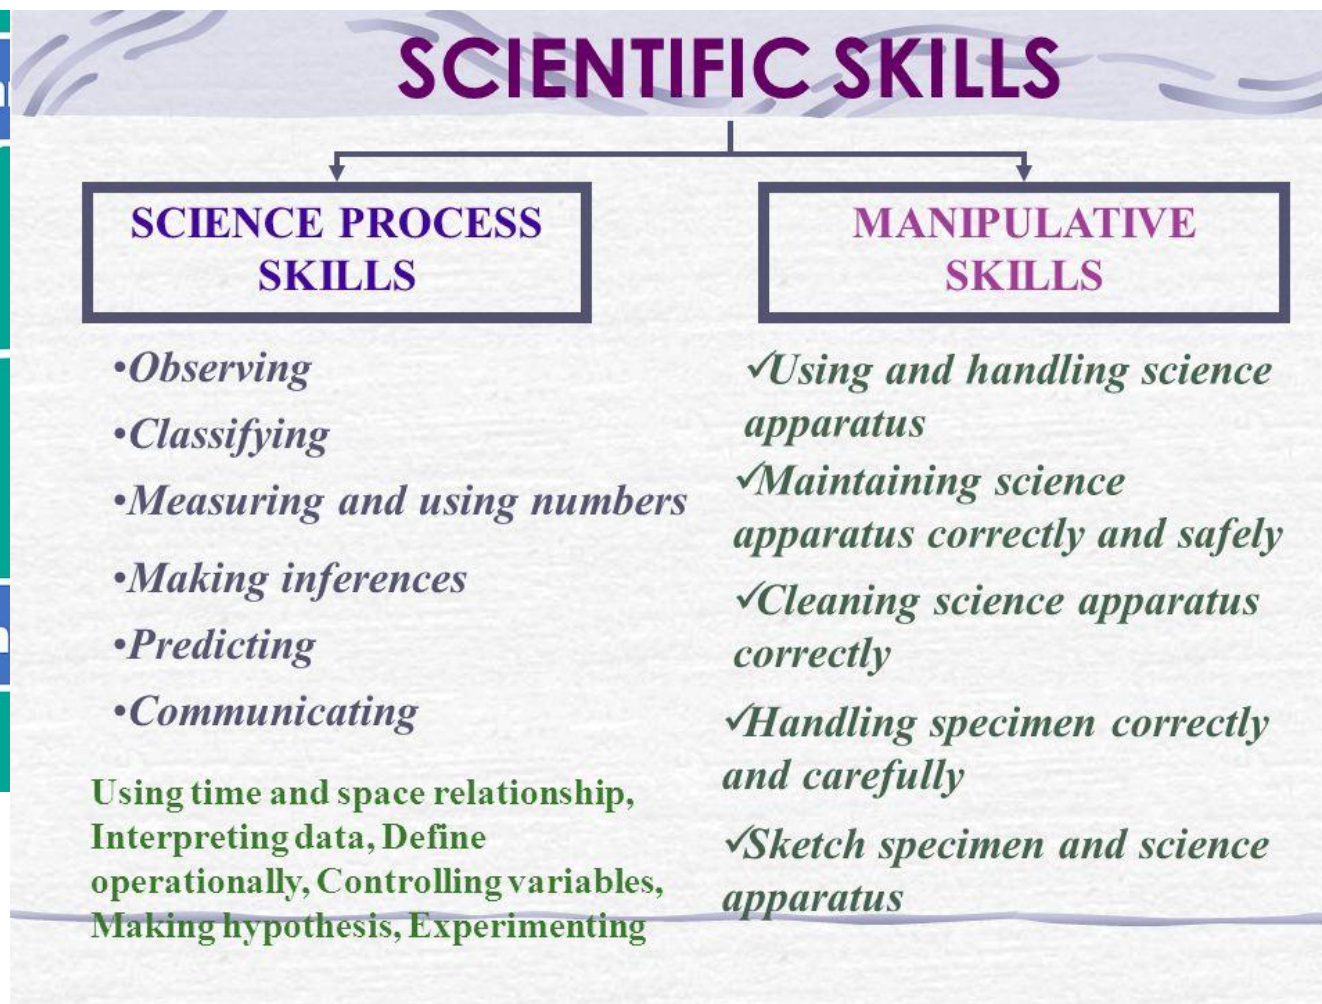 SCIENTIFIC SKILLS
SCIENCE PROCESS
SKILLS
•Observing
•Classifying
•Measuring and using numbers
•Making inferences
•Predicting
•Communicating
Using time and space relationship,
Interpreting data, Define
operationally, Controlling variables,
Making hypothesis, Experimenting
MANIPULATIVE
SKILLS
✓Using and handling science
apparatus
✓Maintaining science
apparatus correctly and safely
✓Cleaning science apparatus
correctly
✓Handling specimen correctly
and carefully
✓Sketch specimen and science
apparatus